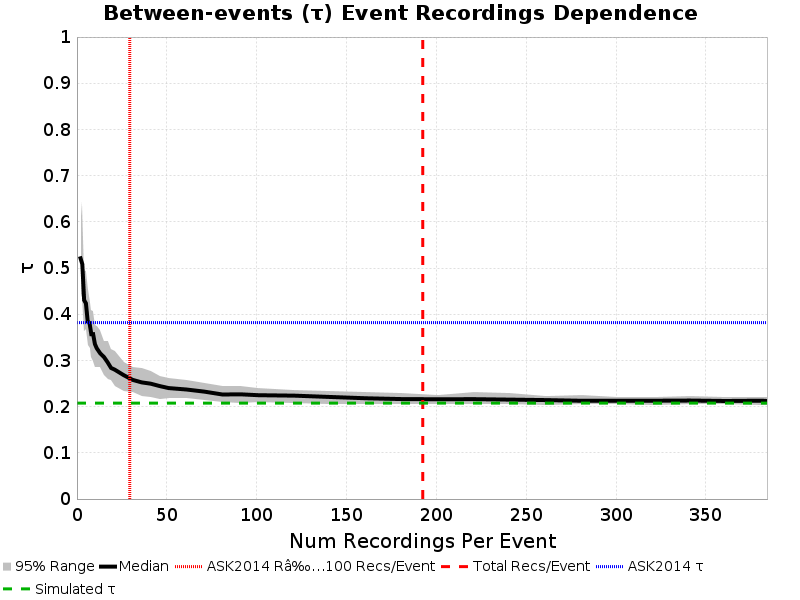 Between-events (τ) Event Recordings Dependence
1
0.9
0.8
0.7
0.6
0.5
0.4
0.3
0.2
0.1
0
τ
0 50 100 150 200 250 300 350
Num Recordings Per Event
95% Range Median ASK2014 Râ‰…100 Recs/Event Total Recs/Event ASK2014 τ
Simulated τ